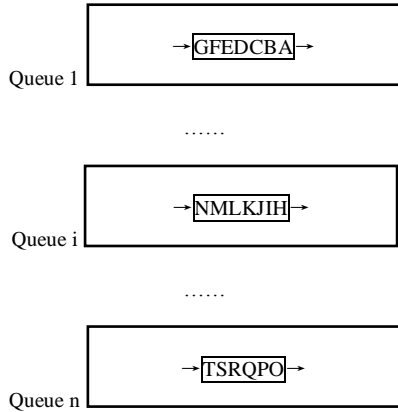 →GFEDCBA→
Queue 1
……
→NMLKJIH→
Queue i
……
→TSRQPO→
Queue n